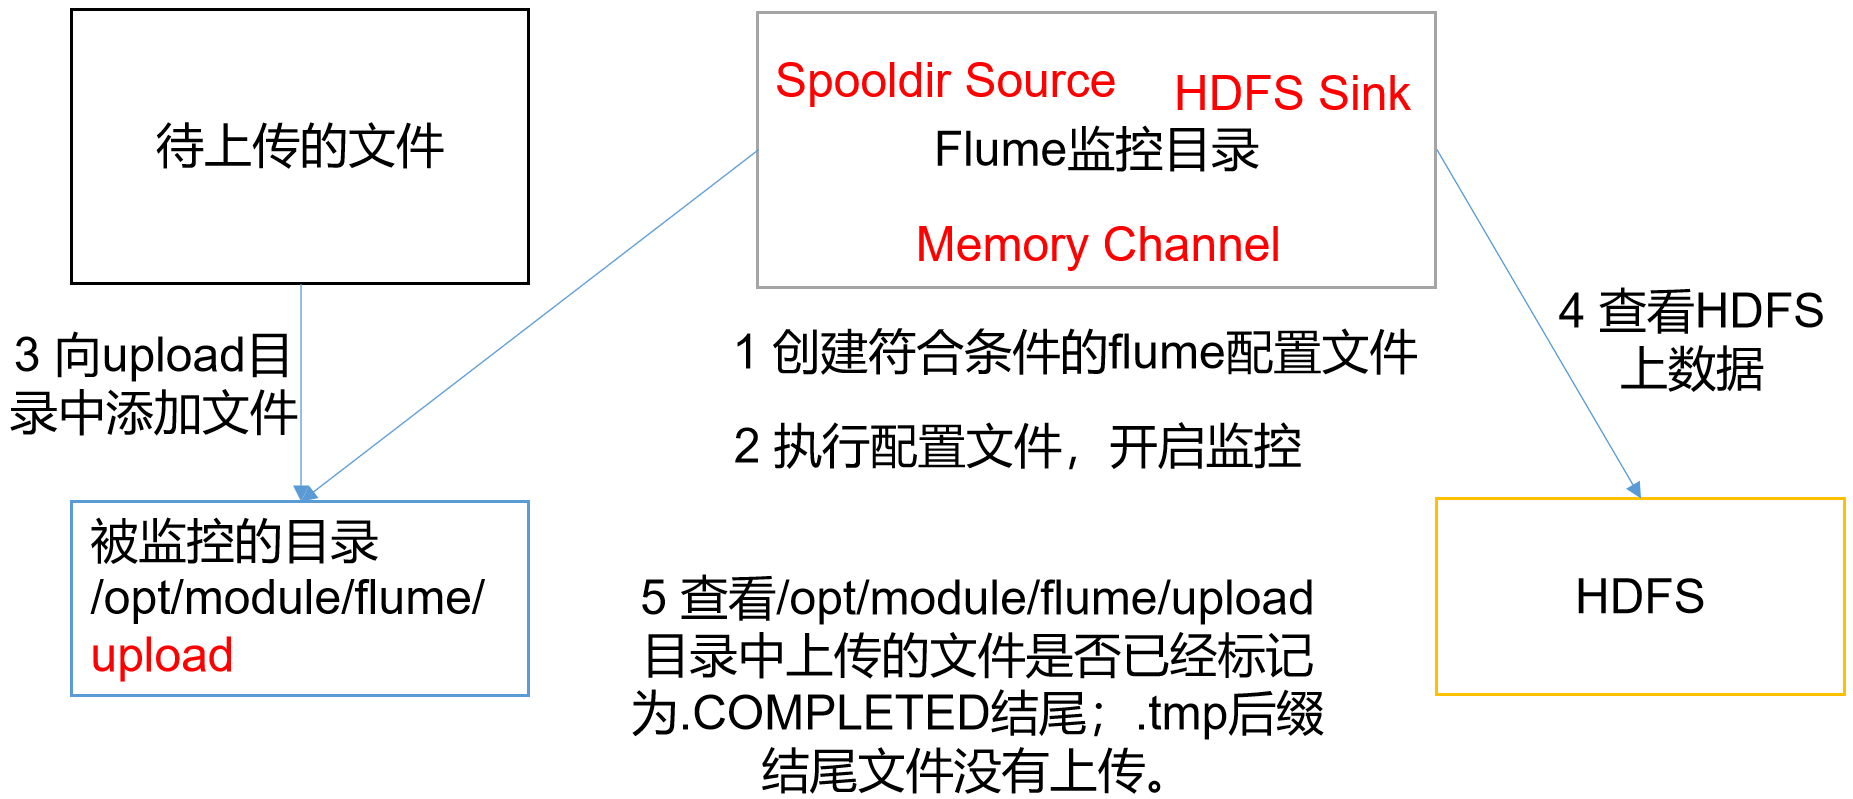 待上传的文件
Spooldir Source
HDFS Sink
Flume监控目录
Memory Channel
3 向upload目
录中添加文件
1 创建符合条件的flume配置文件
2 执行配置文件，开启监控
4 查看HDFS
上数据
被监控的目录
/opt/module/flume/
upload
5 查看/opt/module/flume/upload
目录中上传的文件是否已经标记
为.COMPLETED结尾；.tmp后缀
结尾文件没有上传。
HDFS